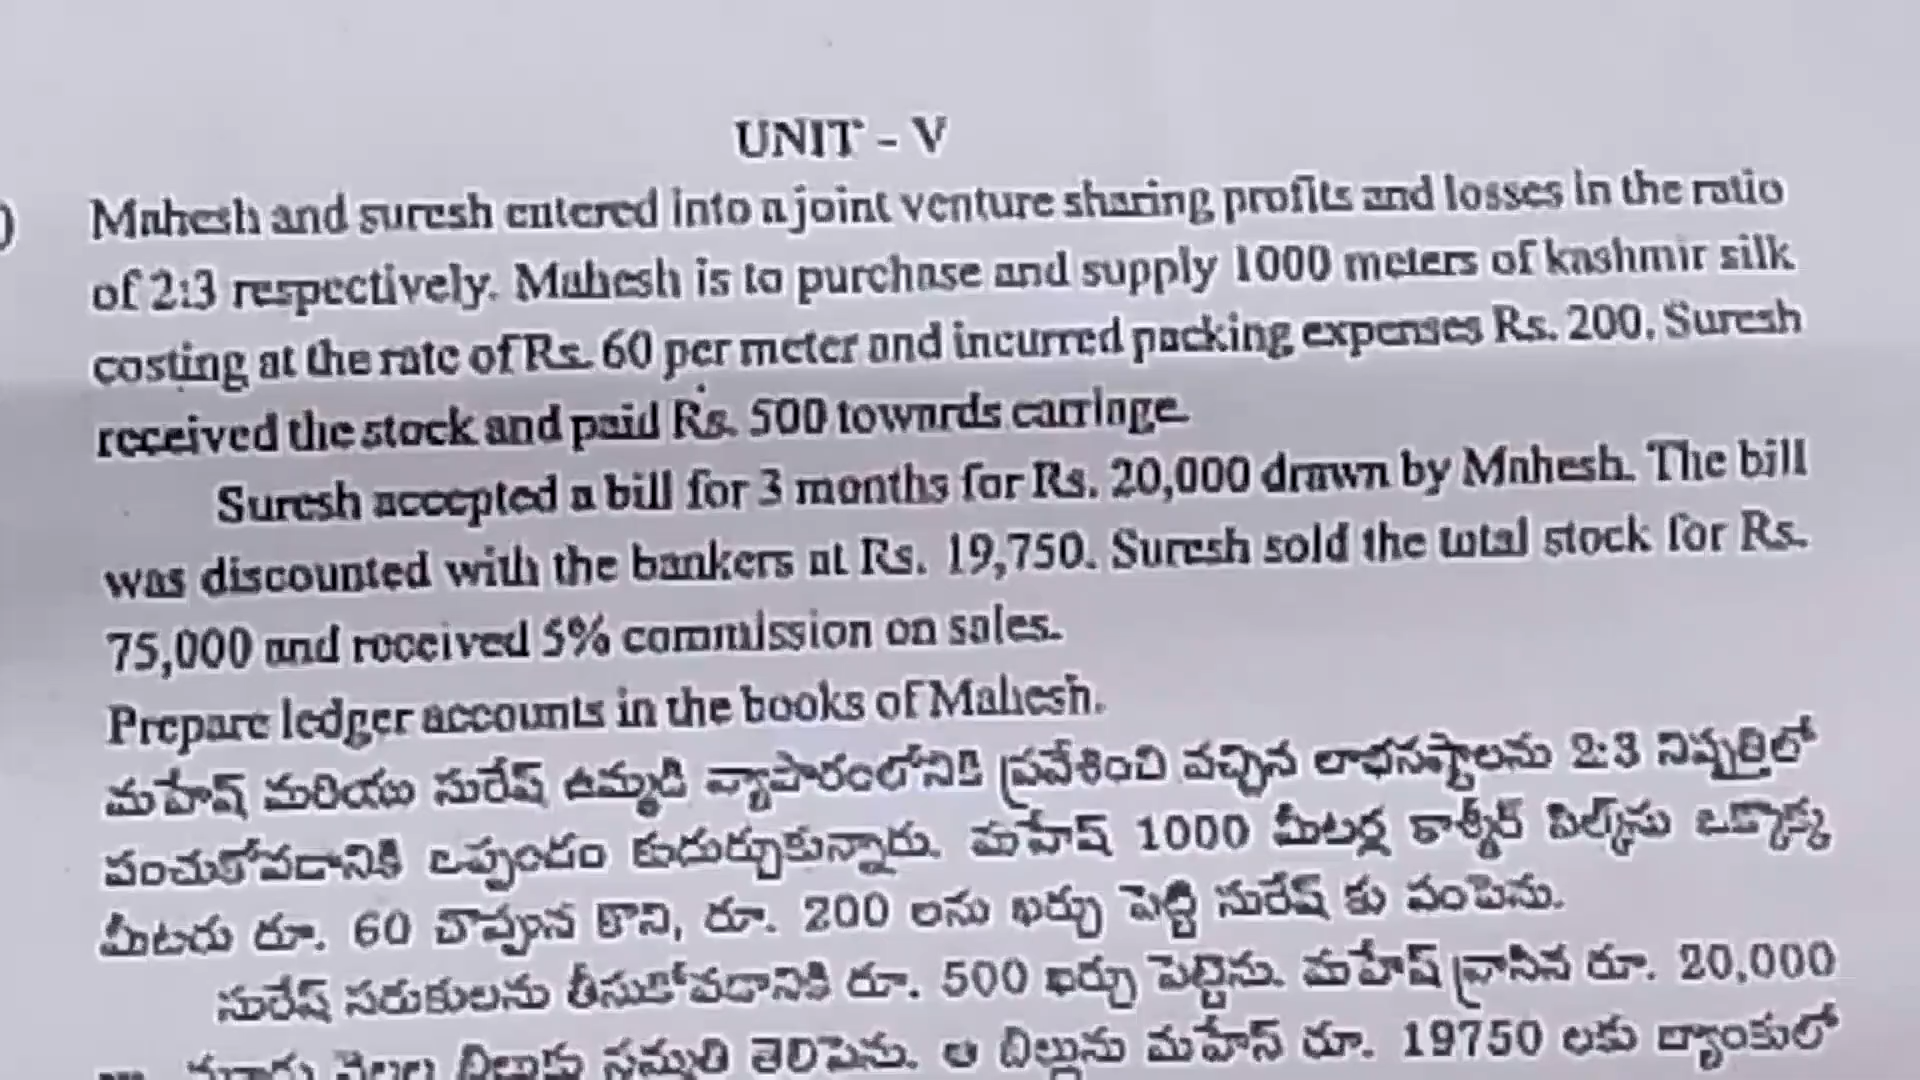 UNIT - V
) Mahesh and suresh entered into a joint venture sharing profits and losses in the ratio
of 2:3 respectively. Mahesh is to purchase and supply 1000 meters of kashmir silk
costing at the rate of Rs. 60 per meter and incurred packing expenses Rs. 200. Suresh
received the stock and paid Rs. 500 towards carriage.
Suresh accepted a bill for 3 months for Rs. 20,000 drawn by Mahesh. The bill
was discounted with the bankers at Rs. 19,750. Suresh sold the total stock for Rs.
75,000 and received 5% commission on sales.
Prepare ledger accounts in the books of Mahesh.
మహేష్ మరియు సురేష్ ఉమ్మడి వ్యాపారంలోనికి ప్రవేశించి వచ్చిన లాభనష్టాలను 2:3 నిష్పత్తిలో
పంచుకోవడానికి ఒప్పందం కుదుర్చుకున్నారు. మహేష్ 1000 మీటర్ల కాశ్మీర్ సిల్క్‌ను ఒక్కొక్క
మీటరు రూ. 60 చొప్పున కొని, రూ. 200 లను ఖర్చు పెట్టి సురేష్ కు పంపెను.
సురేష్ సరుకులను తీసుకోవడానికి రూ. 500 ఖర్చు పెట్టెను. మహేష్ వ్రాసిన రూ. 20,000
నెలల బిల్లుకు సమ్మతి తెలిపెను. ఆ బిల్లును మహేష్ రూ. 19750 లకు బ్యాంకులో